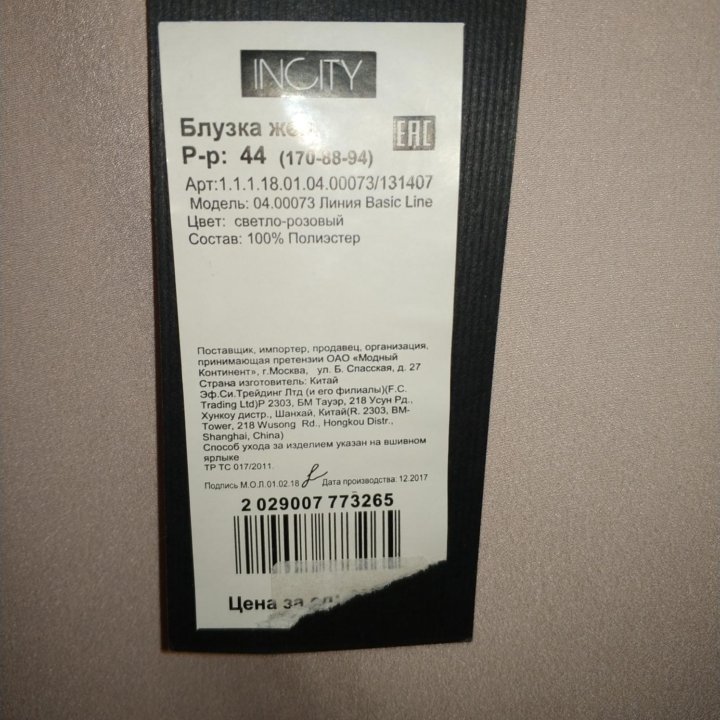 INCITY
Блузка
EAC
Р-р: 44 (170-88-94)
Арт:1.1.1.18.01.04.00073/131407
Модель: 04.00073 Линия Basic Line
Цвет: светло-розовый
Состав: 100% Полиэстер
Поставщик, импортер, продавец, организация,
принимающая претензии ОАО «Модный
Континент», г.Москва, ул. Б. Спасская, д. 27
Страна изготовитель: Китай
Эф.Си.Трейдинг Лтд (и его филиалы)(F.C.
Trading Ltd)Р 2303, БМ Тауэр, 218 Усун Рд.,
Хункоу дистр., Шанхай, Китай(R. 2303, BM-
Tower, 218 Wusong Rd., Hongkou Distr.,
Shanghai, China)
Способ ухода за изделием указан на вшивном
ярлыке
ТР ТС 017/2011.
Подпись М.О.Л.01.02.18 Дата производства: 12.2017
2 029007 773265
Цена за